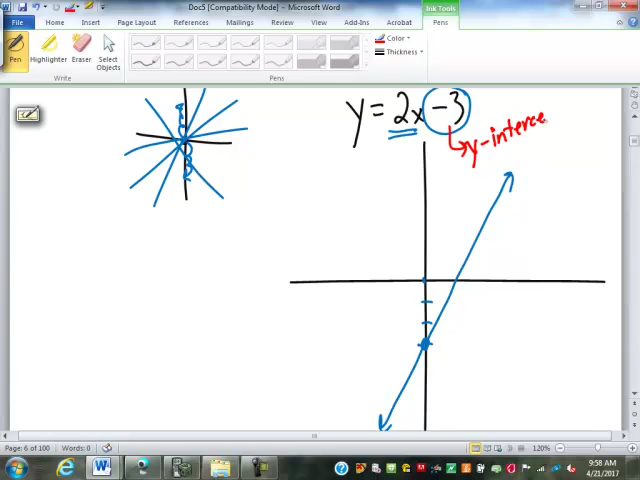 Doc5 [Compatibility Mode] - Microsoft Word
Ink Tools
File Home Insert Page Layout References Mailings Review View Add-Ins Acrobat Pens
Pen Highlighter Eraser Select Objects
Color
Thickness
Write
Pens
y = 2x - 3
y-interce
Page: 6 of 100 Words: 0
120%
9:58 AM
4/21/2017